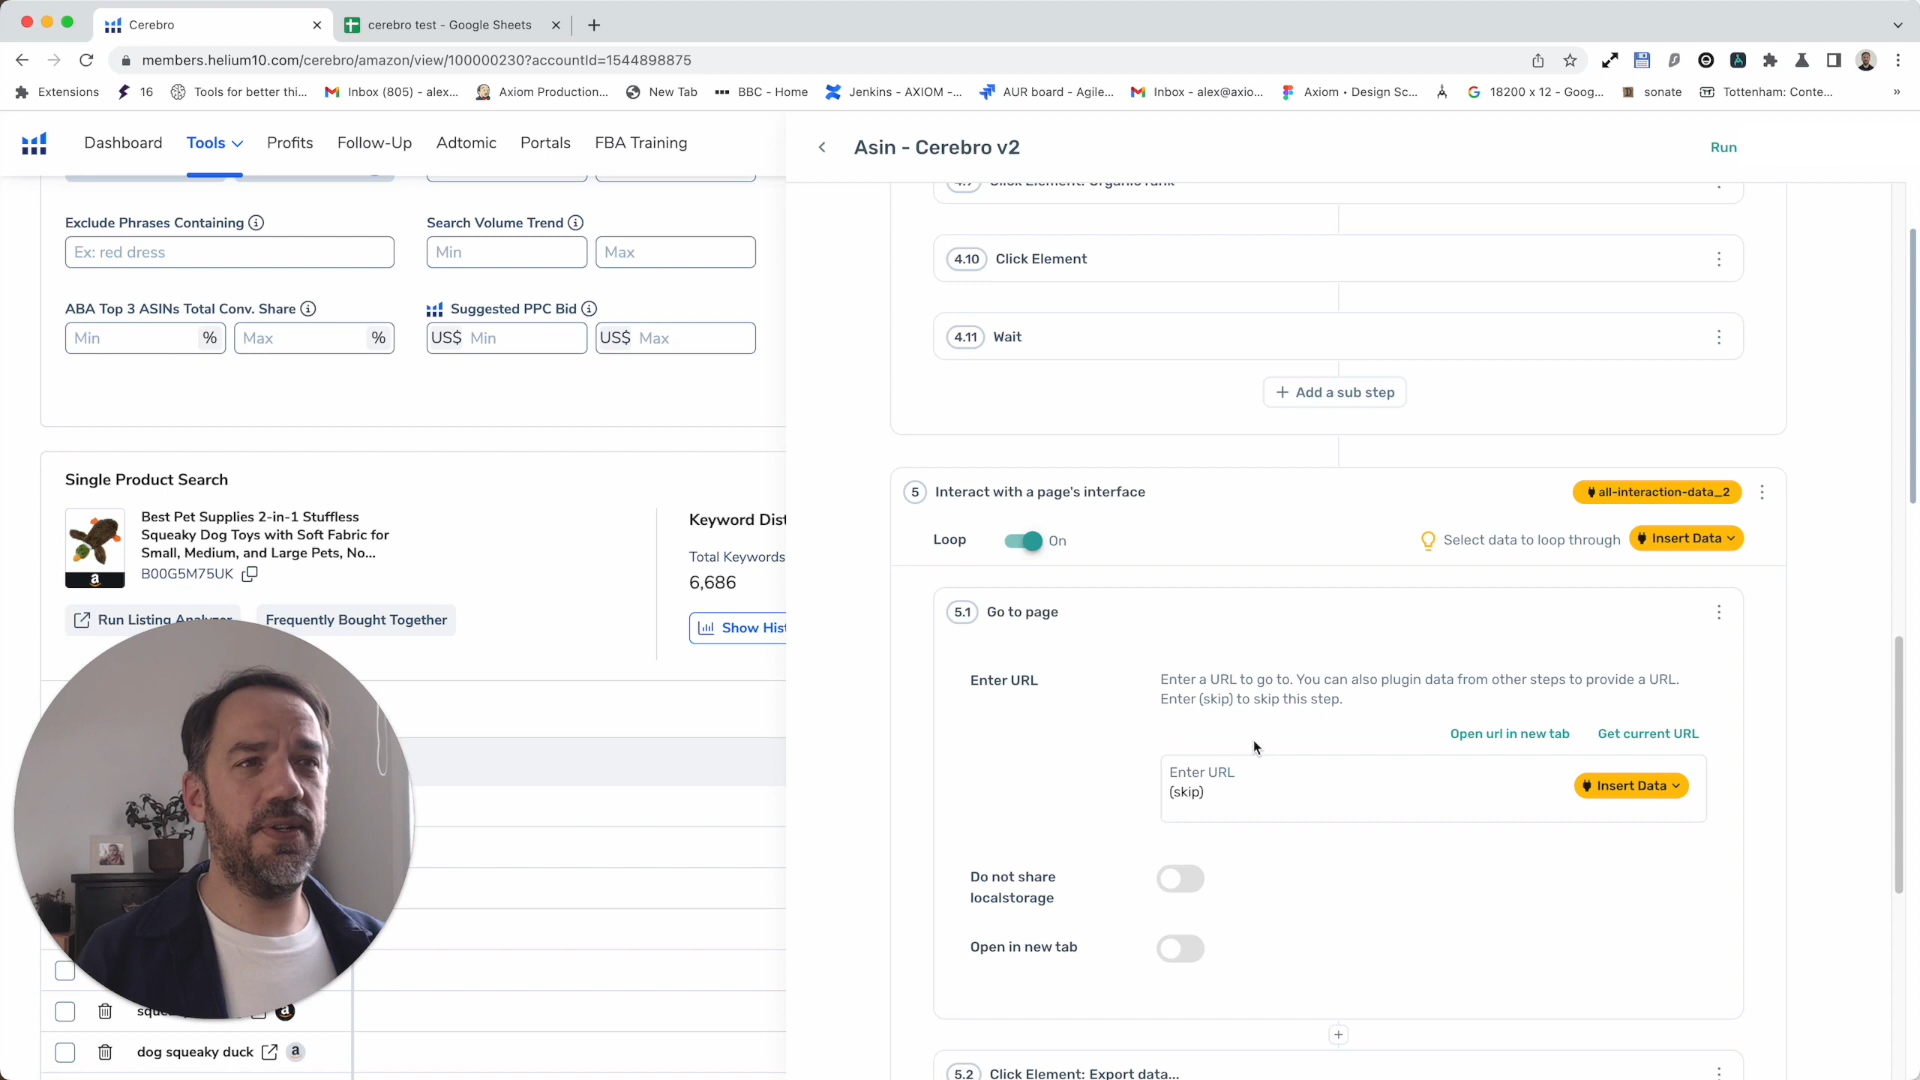 Cerebro
cerebro test - Google Sheets
members.helium10.com/cerebro/amazon/view/100000230?accountId=1544898875
Extensions
16
Tools for better thi...
Inbox (805) - alex...
Axiom Production...
New Tab
BBC - Home
Jenkins - AXIOM -...
AUR board - Agile...
Inbox - alex@axio...
Axiom • Design Sc...
18200 x 12 - Goog...
sonate
Tottenham: Conte...
»
Dashboard
Tools
Profits
Follow-Up
Adtomic
Portals
FBA Training
Asin - Cerebro v2
Run
Exclude Phrases Containing
Ex: red dress
Search Volume Trend
Min
Max
ABA Top 3 ASINs Total Conv. Share
Min %
Max %
Suggested PPC Bid
US$ Min
US$ Max
Single Product Search
Best Pet Supplies 2-in-1 Stuffless
Squeaky Dog Toys with Soft Fabric for
Small, Medium, and Large Pets, No...
B00G5M75UK
Run Listing Analyzer
Frequently Bought Together
Keyword Dist
Total Keywords
6,686
Show Hist
dog squeaky duck
4.10 Click Element
4.11 Wait
+ Add a sub step
5 Interact with a page's interface
all-interaction-data_2
Loop
On
Select data to loop through
Insert Data
5.1 Go to page
Enter URL
Enter a URL to go to. You can also plugin data from other steps to provide a URL.
Enter (skip) to skip this step.
Open url in new tab
Get current URL
Enter URL
(skip)
Insert Data
Do not share
localstorage
Open in new tab
5.2 Click Element: Export data...